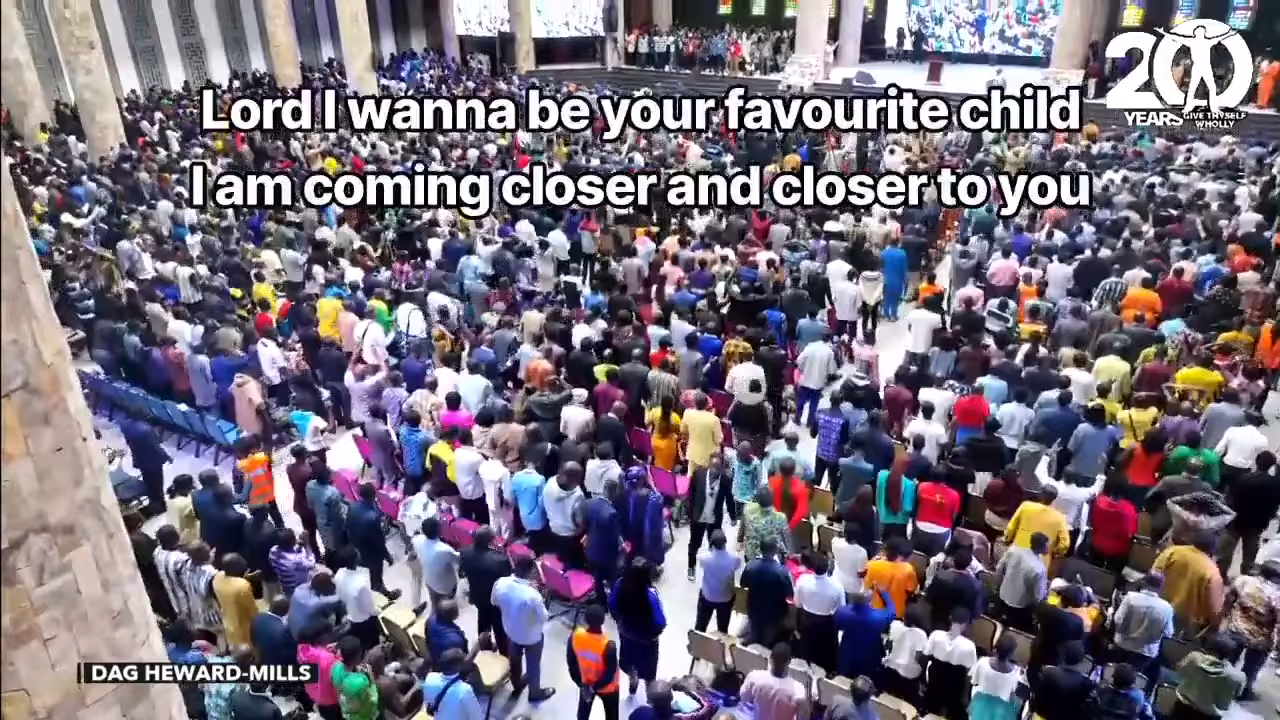 Lord I wanna be your favourite child
I am coming closer and closer to you
200
YEARS
GIVE THYSELF
WHOLLY
DAG HEWARD-MILLS